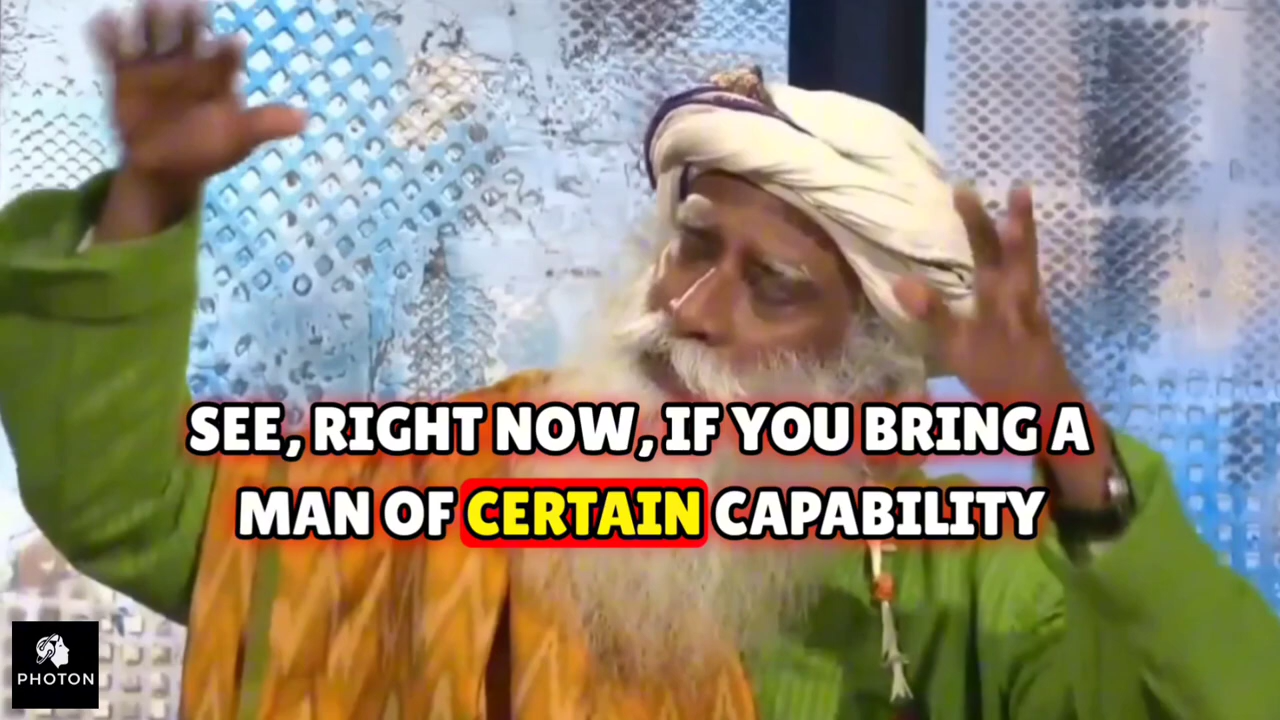 SEE, RIGHT NOW, IF YOU BRING A
MAN OF CERTAIN CAPABILITY
PHOTON